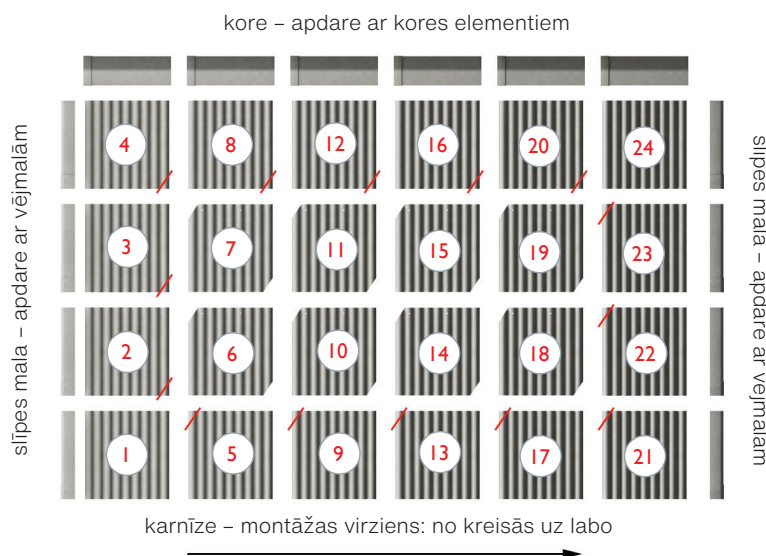 kore – apdare ar kores elementiem
slīpes mala – apdare ar vējmalām
4 8 12 16 20 24
3 7 11 15 19 23
2 6 10 14 18 22
1 5 9 13 17 21
slīpes mala – apdare ar vējmalām
karnīze – montāžas virziens: no kreisās uz labo